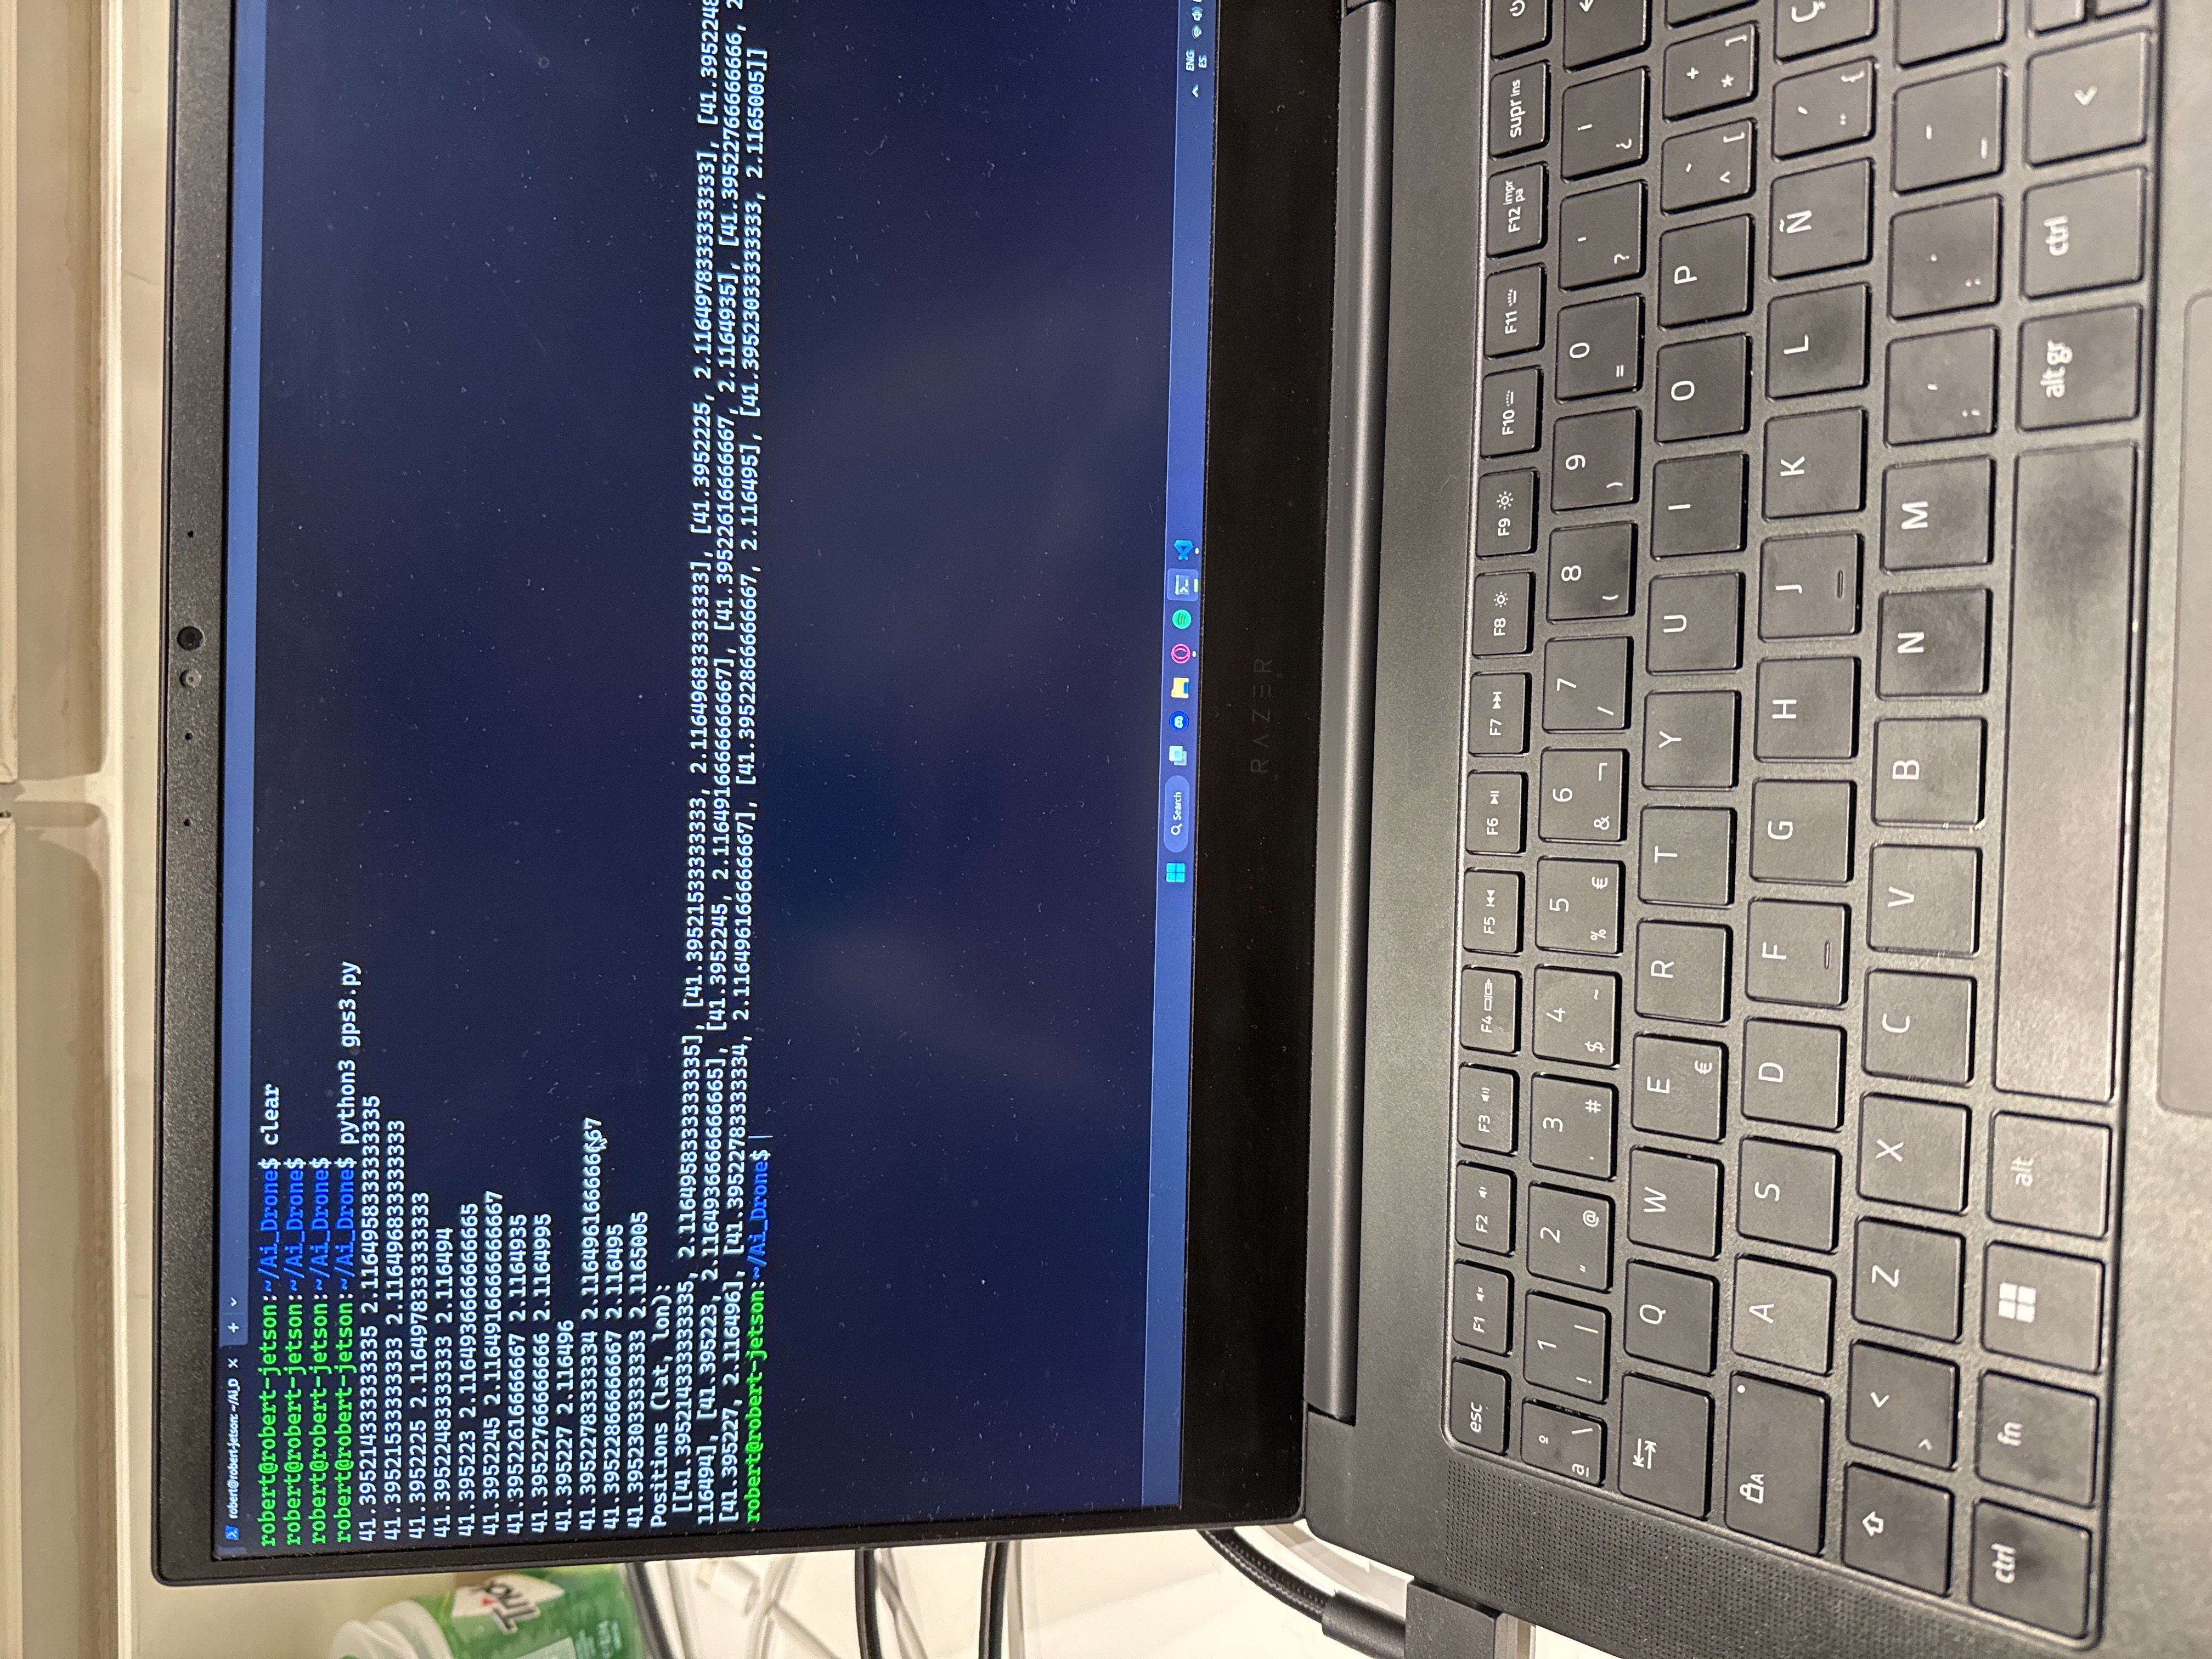 robert@robert-jetson: ~/Ai_D
robert@robert-jetson:~/Ai_Drone$ clear
robert@robert-jetson:~/Ai_Drone$
robert@robert-jetson:~/Ai_Drone$
robert@robert-jetson:~/Ai_Drone$ python3 gps3.py
41.395214333333335 2.1164958333333335
41.39521533333333 2.116496833333333
41.3952225 2.1164978333333333
41.39522483333333 2.116494
41.395223 2.1164936666666665
41.3952245 2.1164916666666667
41.39522616666667 2.1164935
41.39522766666666 2.1164995
41.395227 2.116496
41.39522783333334 2.116496166666667
41.39522866666667 2.116495
41.39523033333333 2.1165005
Positions (lat, lon):
[[41.395214333333335, 2.1164958333333335], [41.39521533333333, 2.116496833333333], [41.3952225, 2.1164978333333333], [41.3952248
116494], [41.395223, 2.1164936666666665], [41.3952245, 2.1164916666666667], [41.39522616666667, 2.1164935], [41.39522766666666, 2
[41.395227, 2.116496], [41.39522783333334, 2.116496166666667], [41.39522866666667, 2.116495], [41.39523033333333, 2.1165005]]
robert@robert-jetson:~/Ai_Drone$
Search
ENG
ES
RAZER
esc F1 F2 F3 F4 F5 F6 F7 F8 F9 F10 F11 F12 impr pa supr ins
º ª \ 1 ! | 2 " @ 3 · # 4 $ ~ 5 % € 6 & ¬ 7 / 8 ( 9 ) 0 = ' ? ¡ ¿
Q W E € R T Y U I O P ` ^ [ + * ]
A A S D F G H J K L Ñ ´ ¨ { Ç
< > Z X C V B N M , ; . : - _
ctrl fn alt alt gr ctrl <